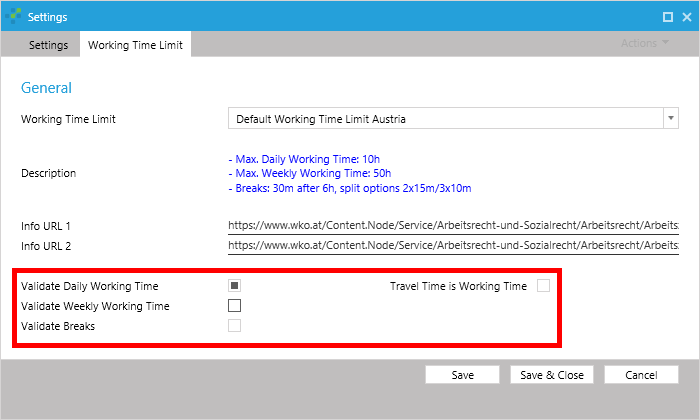 Settings
Settings Working Time Limit Actions
General
Working Time Limit Default Working Time Limit Austria
- Max. Daily Working Time: 10h
Description - Max. Weekly Working Time: 50h
- Breaks: 30m after 6h, split options 2x15m/3x10m
Info URL 1 https://www.wko.at/Content.Node/Service/Arbeitsrecht-und-Sozialrecht/Arbeitsrecht/Arbeits
Info URL 2 https://www.wko.at/Content.Node/Service/Arbeitsrecht-und-Sozialrecht/Arbeitsrecht/Arbeits
Validate Daily Working Time Travel Time is Working Time
Validate Weekly Working Time
Validate Breaks
Save Save & Close Cancel